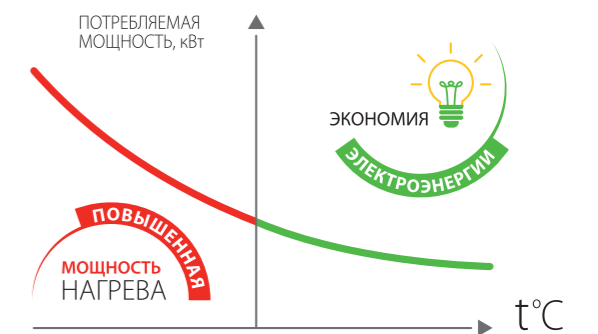 ПОТРЕБЛЯЕМАЯ
МОЩНОСТЬ, кВт
ЭКОНОМИЯ
ЭЛЕКТРОЭНЕРГИИ
ПОВЫШЕННАЯ
МОЩНОСТЬ
НАГРЕВА
t°C